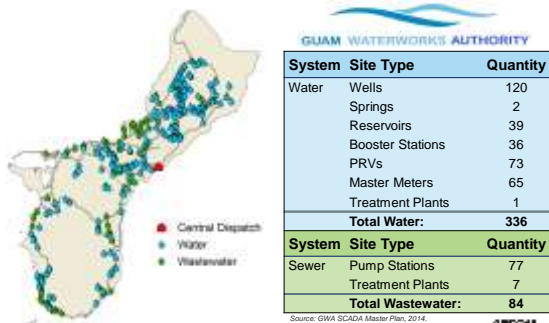 GUAM WATERWORKS AUTHORITY
System Site Type Quantity
Water Wells 120
Springs 2
Reservoirs 39
Booster Stations 36
PRVs 73
Master Meters 65
Treatment Plants 1
Total Water: 336
System Site Type Quantity
Sewer Pump Stations 77
Treatment Plants 7
Total Wastewater: 84
Source: GWA SCADA Master Plan, 2014.
Central Dispatch
Water
Wastewater